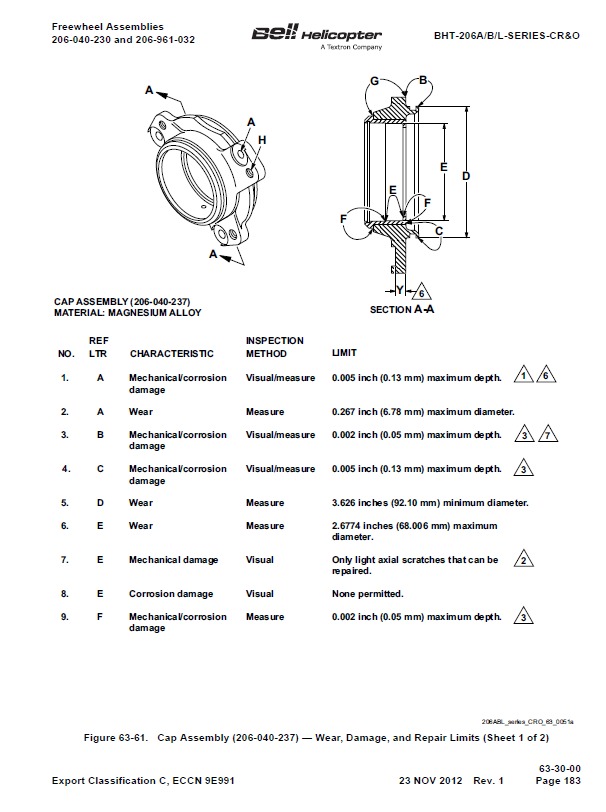 Freewheel Assemblies
206-040-230 and 206-961-032
Bell Helicopter
A Textron Company
BHT-206A/B/L-SERIES-CR&O
A
A
H
A
G
B
E
D
E
F
F
C
Y
6
CAP ASSEMBLY (206-040-237)
MATERIAL: MAGNESIUM ALLOY
SECTION A-A
NO. REF LTR CHARACTERISTIC INSPECTION METHOD LIMIT
1. A Mechanical/corrosion Visual/measure 0.005 inch (0.13 mm) maximum depth. 1 6
damage
2. A Wear Measure 0.267 inch (6.78 mm) maximum diameter.
3. B Mechanical/corrosion Visual/measure 0.002 inch (0.05 mm) maximum depth. 3 7
damage
4. C Mechanical/corrosion Visual/measure 0.005 inch (0.13 mm) maximum depth. 3
damage
5. D Wear Measure 3.626 inches (92.10 mm) minimum diameter.
6. E Wear Measure 2.6774 inches (68.006 mm) maximum
diameter.
7. E Mechanical damage Visual Only light axial scratches that can be 2
repaired.
8. E Corrosion damage Visual None permitted.
9. F Mechanical/corrosion Measure 0.002 inch (0.05 mm) maximum depth. 3
damage
206ABL_series_CRO_63_0051a
Figure 63-61. Cap Assembly (206-040-237) — Wear, Damage, and Repair Limits (Sheet 1 of 2)
63-30-00
Export Classification C, ECCN 9E991 23 NOV 2012 Rev. 1 Page 183